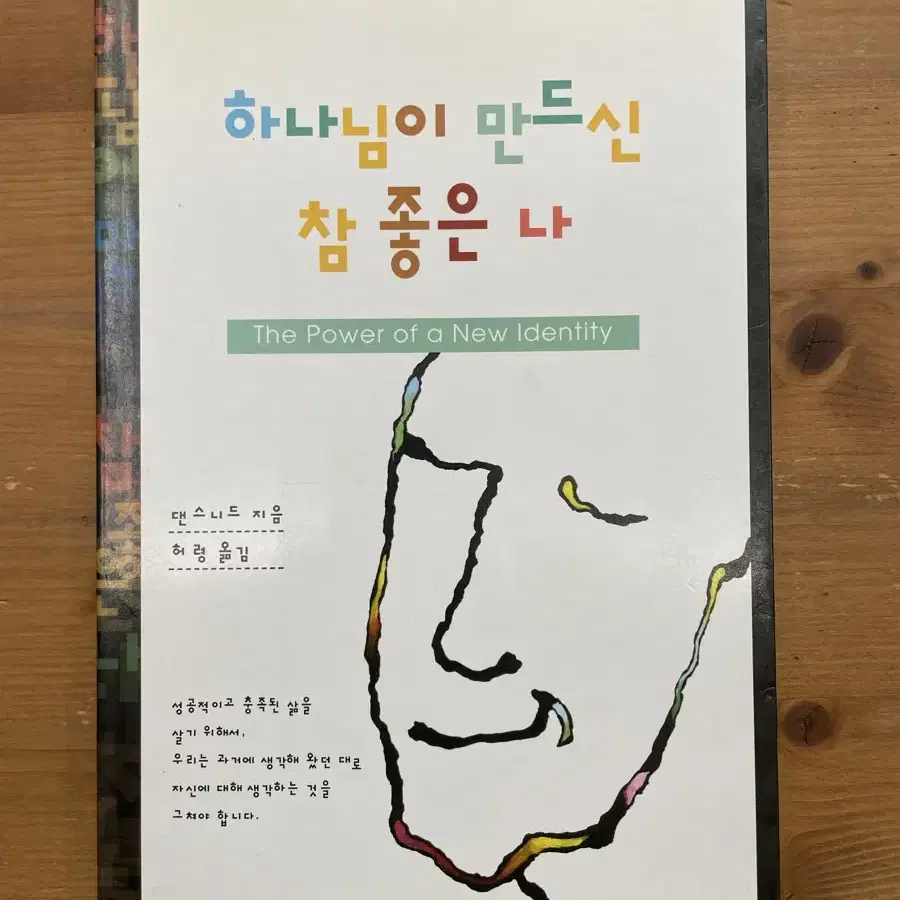 하나님이 만드신
참 좋은 나
The Power of a New Identity
댄 스니드 지음
허령 옮김
성공적이고 충족된 삶을
살기 위해서,
우리는 과거에 생각해 왔던 대로
자신에 대해 생각하는 것을
그쳐야 합니다.